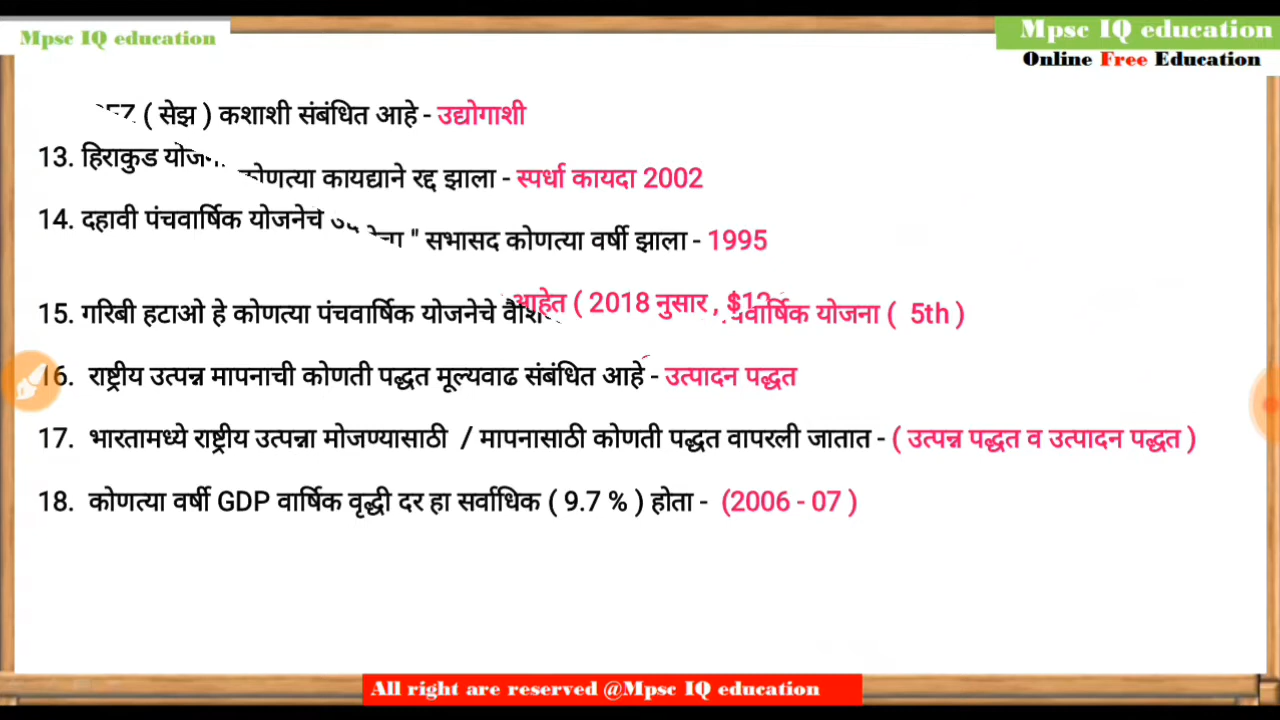 Mpsc IQ education
Mpsc IQ education
Online Free Education
( सेझ ) कशाशी संबंधित आहे - उद्योगाशी
13. हिराकुड
कोणत्या कायद्याने रद्द झाला - स्पर्धा कायदा 2002
14. दहावी पंचवार्षिक योजनेचे
" सभासद कोणत्या वर्षी झाला - 1995
आहेत ( 2018 नुसार ,
15. गरिबी हटाओ हे कोणत्या पंचवार्षिक योजनेचे योजना ( 5th )
16. राष्ट्रीय उत्पन्न मापनाची कोणती पद्धत मूल्यवाढ संबंधित आहे - उत्पादन पद्धत
17. भारतामध्ये राष्ट्रीय उत्पन्ना मोजण्यासाठी / मापनासाठी कोणती पद्धत वापरली जातात - ( उत्पन्न पद्धत व उत्पादन पद्धत )
18. कोणत्या वर्षी GDP वार्षिक वृद्धी दर हा सर्वाधिक ( 9.7 % ) होता - (2006 - 07 )
All right are reserved @Mpsc IQ education